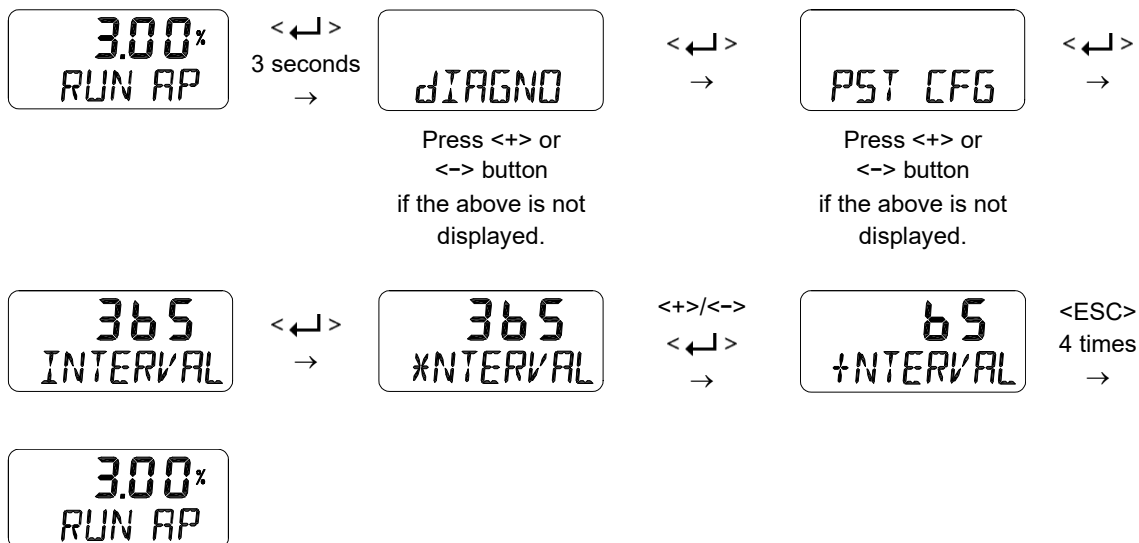 3.00%
RUN AP
< ↵ >
3 seconds
→
dIAGNO
Press <+> or
<−> button
if the above is not
displayed.
< ↵ >
→
PST CFG
Press <+> or
<−> button
if the above is not
displayed.
< ↵ >
→
365
INTERVAL
< ↵ >
→
365
*NTERVAL
<+>/<−>
< ↵ >
→
65
+NTERVAL
<ESC>
4 times
→
3.00%
RUN AP